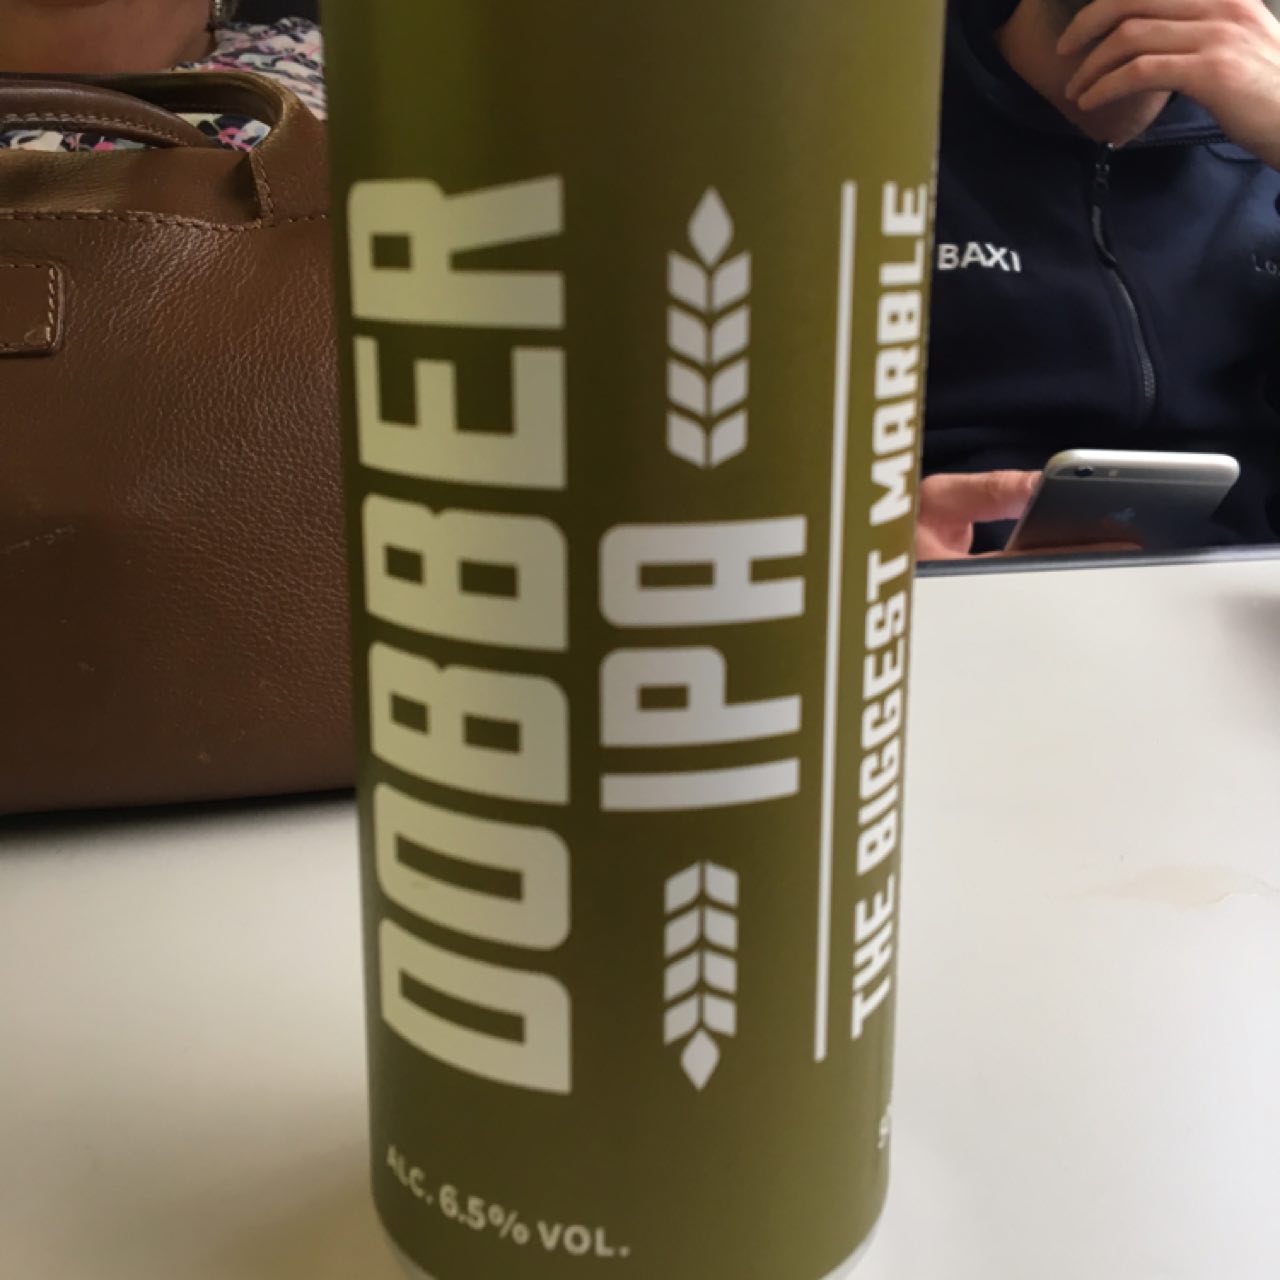 DOBBER
IPA
THE BIGGEST MARBLE
ALC. 6.5% VOL.
BAXI